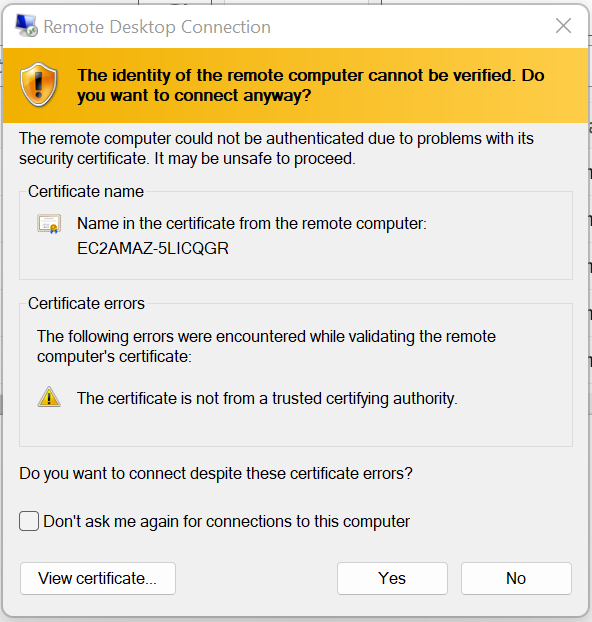 Remote Desktop Connection
The identity of the remote computer cannot be verified. Do
you want to connect anyway?
The remote computer could not be authenticated due to problems with its
security certificate. It may be unsafe to proceed.
Certificate name
Name in the certificate from the remote computer:
EC2AMAZ-5LICQGR
Certificate errors
The following errors were encountered while validating the remote
computer's certificate:
The certificate is not from a trusted certifying authority.
Do you want to connect despite these certificate errors?
Don't ask me again for connections to this computer
View certificate...
Yes
No